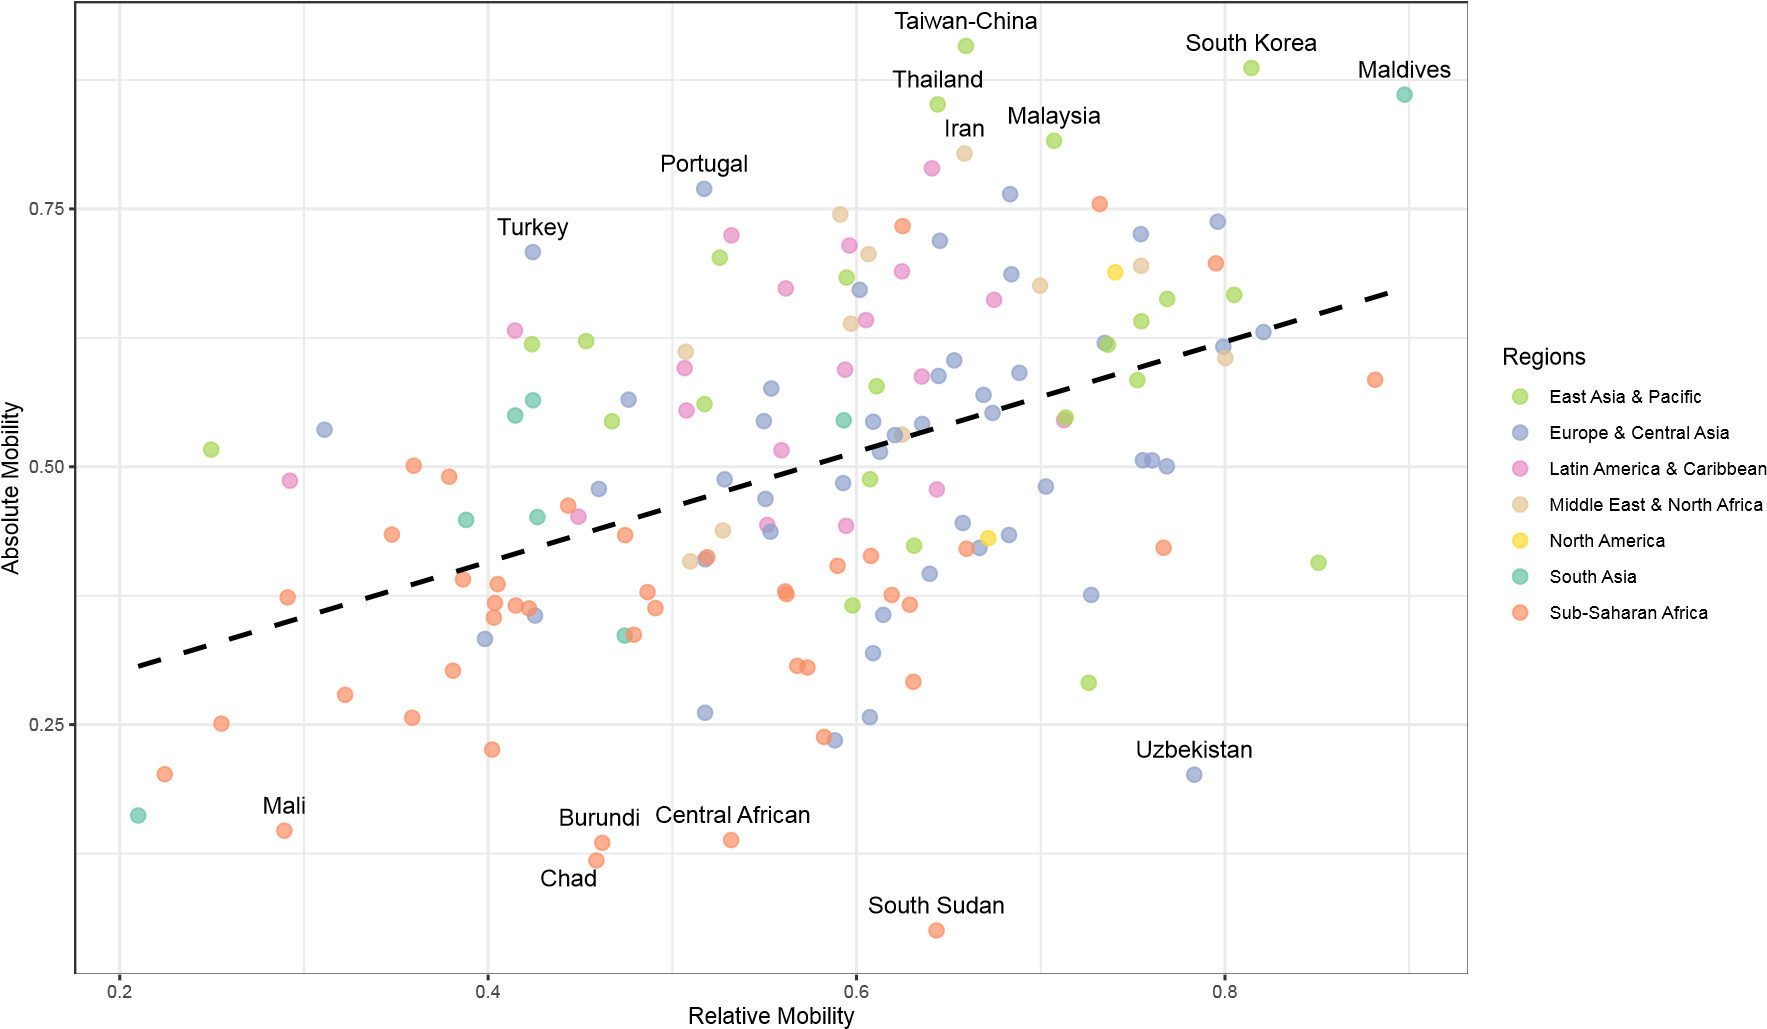 Taiwan-China
South Korea
Maldives
Thailand
Malaysia
Iran
Portugal
Turkey
Uzbekistan
Mali
Burundi
Central African
Chad
South Sudan
0.75
0.50
0.25
Absolute Mobility
0.2
0.4
0.6
0.8
Relative Mobility
Regions
East Asia & Pacific
Europe & Central Asia
Latin America & Caribbean
Middle East & North Africa
North America
South Asia
Sub-Saharan Africa